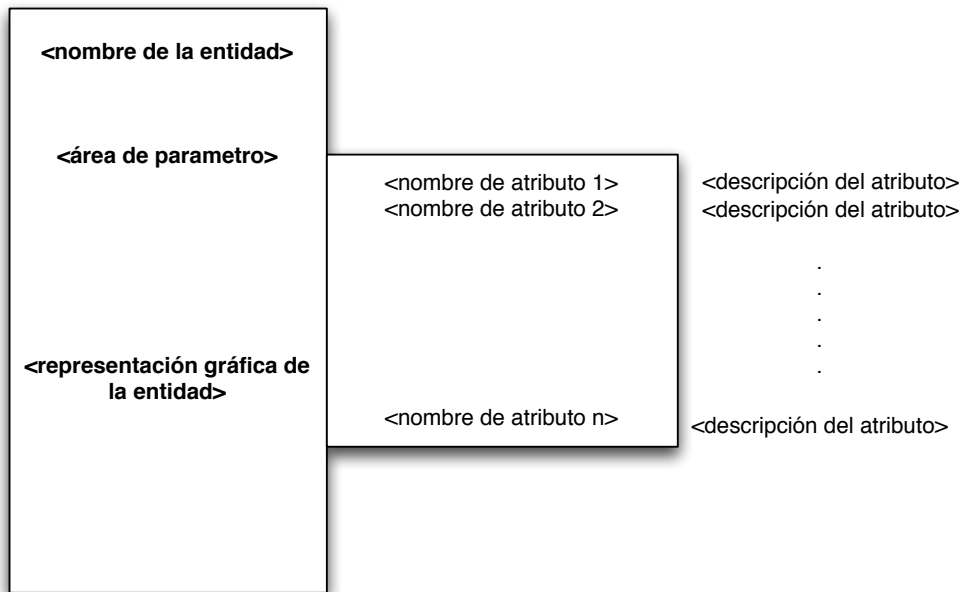 <nombre de la entidad>
<área de parametro>
<nombre de atributo 1>
<descripción del atributo>
<nombre de atributo 2>
<descripción del atributo>
.
.
.
.
.
<representación gráfica de
la entidad>
<nombre de atributo n>
<descripción del atributo>